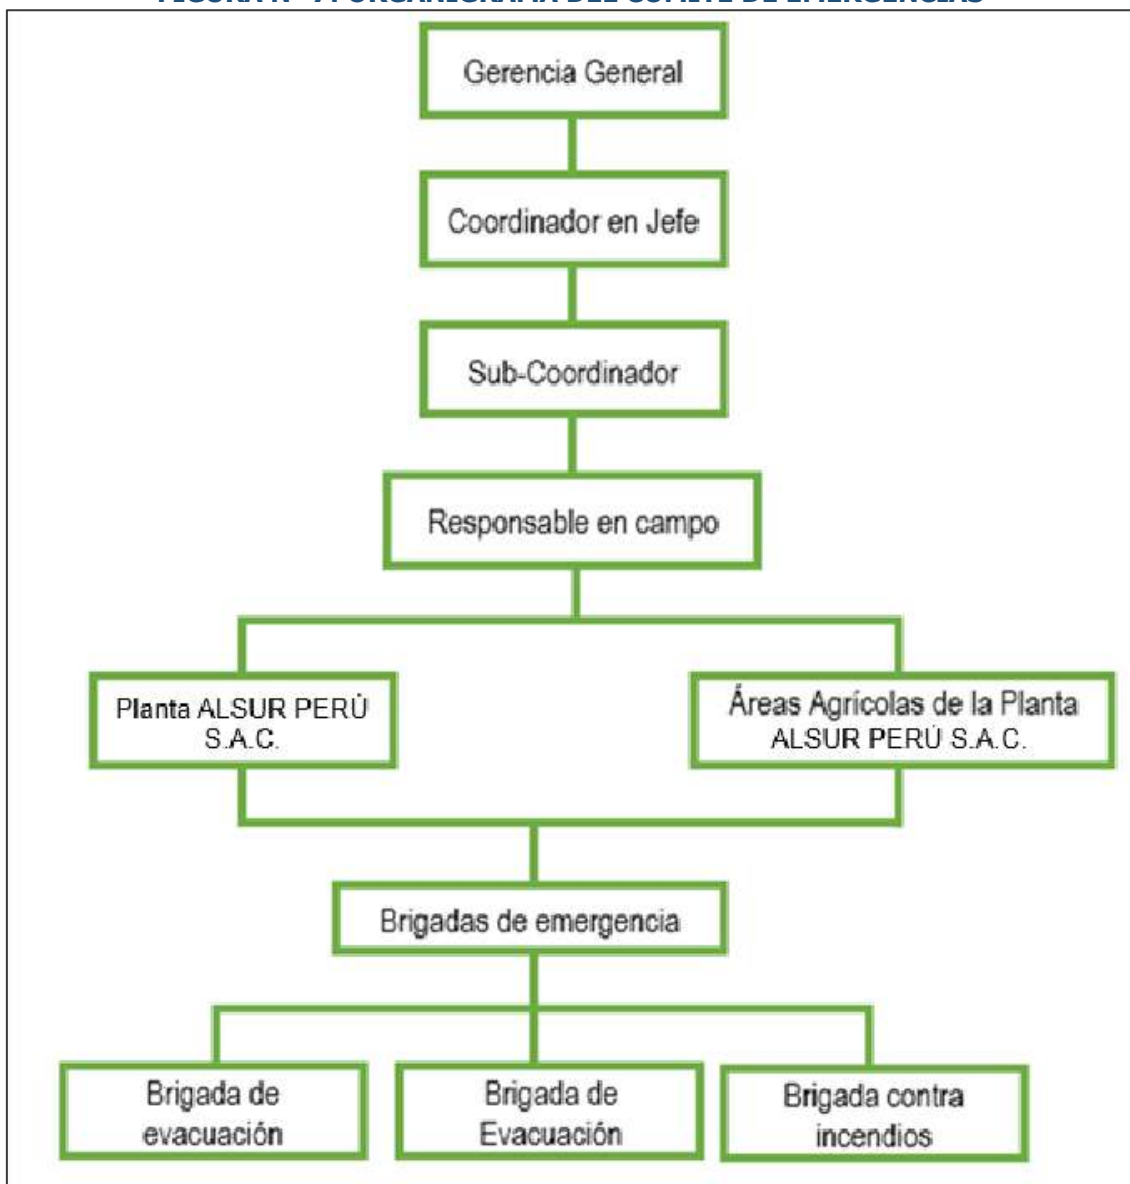 Gerencia General
Coordinador en Jefe
Sub-Coordinador
Responsable en campo
Planta ALSUR PERÚ
S.A.C.
Áreas Agrícolas de la Planta
ALSUR PERÚ S.A.C.
Brigadas de emergencia
Brigada de
evacuación
Brigada de
Evacuación
Brigada contra
incendios